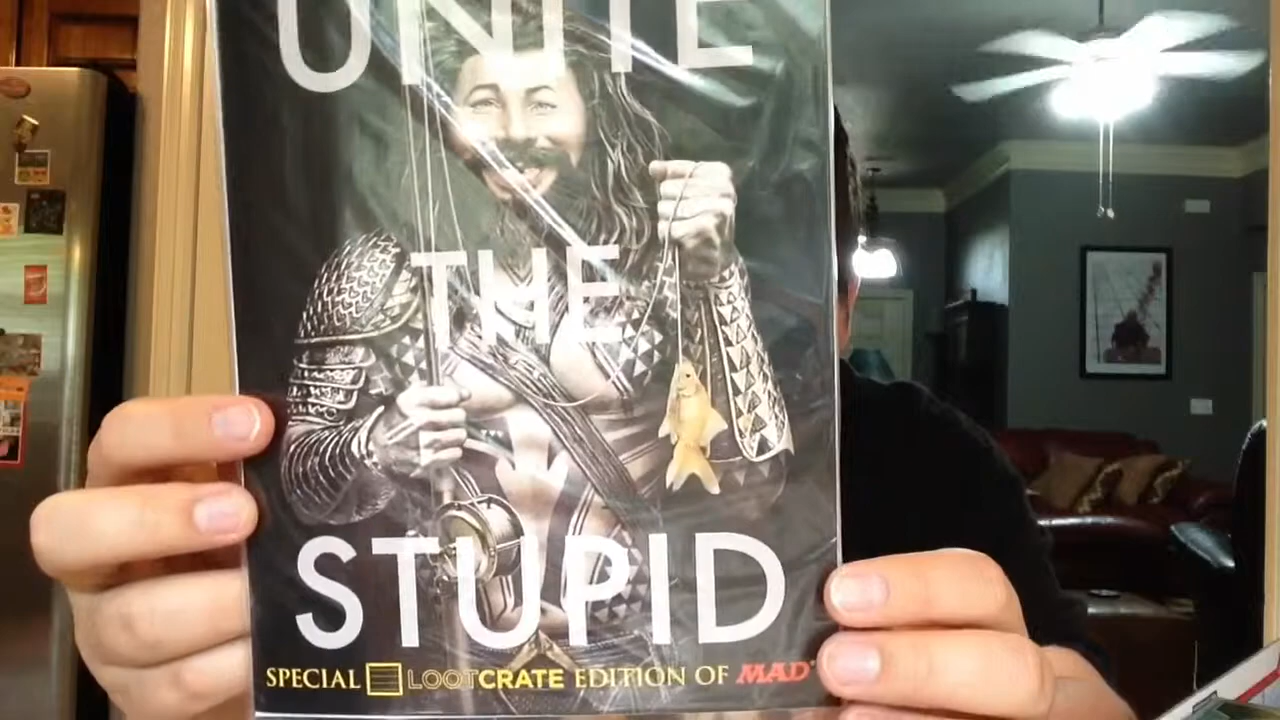 UNITE
THE
STUPID
SPECIAL LOOTCRATE EDITION OF MAD